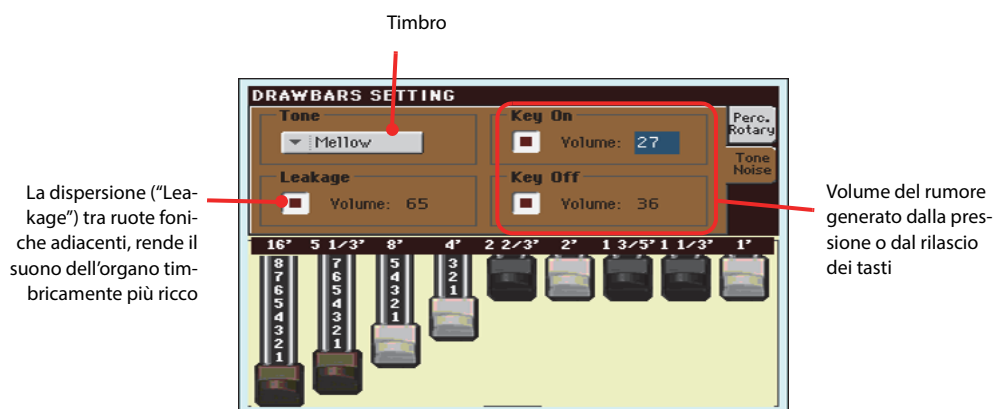 Timbro
DRAWBARS SETTING
Tone
Mellow
Key On
Volume: 27
Perc.
Rotary
Tone
Noise
Leakage
Volume: 65
Key Off
Volume: 36
La dispersione (“Lea-
kage”) tra ruote foni-
che adiacenti, rende il
suono dell’organo tim-
bricamente più ricco
Volume del rumore
generato dalla pres-
sione o dal rilascio
dei tasti
16’ 5 1/3’ 8’ 4’ 2 2/3’ 2’ 1 3/5’ 1 1/3’ 1’
8
7
6
5
4
3
2
1
7
6
5
4
3
2
1
5
4
3
2
1
3
2
1